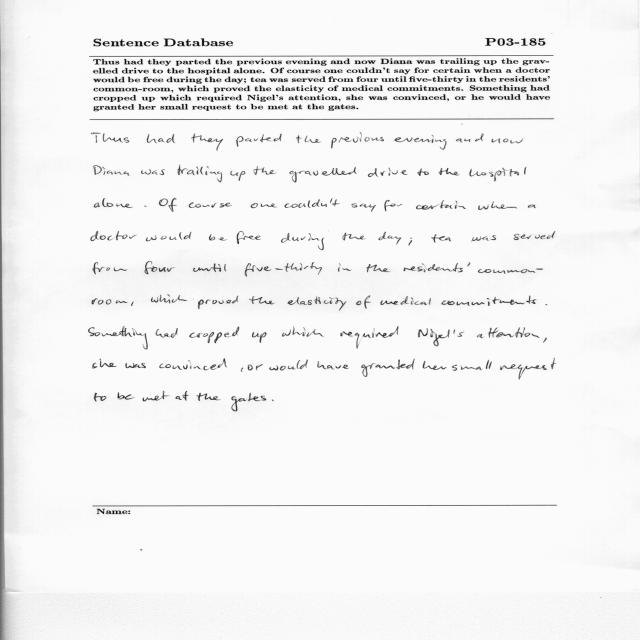 Sentence Database P03-185
Thus had they parted the previous evening and now Diana was trailing up the grav-
elled drive to the hospital alone. Of course one couldn't say for certain when a doctor
would be free during the day; tea was served from four until five-thirty in the residents'
common-room, which proved the elasticity of medical commitments. Something had
cropped up which required Nigel's attention, she was convinced, or he would have
granted her small request to be met at the gates.
Thus had they parted the previous evening and now
Diana was trailing up the gravelled drive to the hospital
alone. Of course one couldn't say for certain when a
doctor would be free during the day; tea was served
from four until five-thirty in the residents' common-
room, which proved the elasticity of medical commitments.
Something had cropped up which required Nigel's attention,
she was convinced, or would have granted her small request
to be met at the gates.
Name: